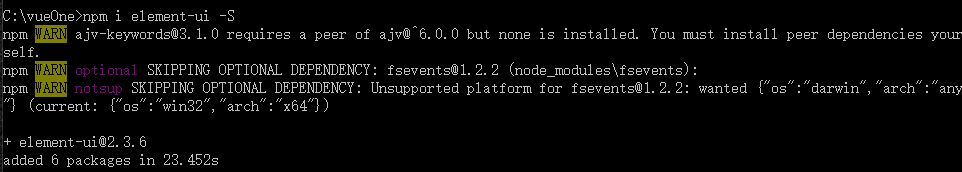 C:\vueOne>npm i element-ui -S
npm WARN ajv-keywords@3.1.0 requires a peer of ajv@^6.0.0 but none is installed. You must install peer dependencies your
self.
npm WARN optional SKIPPING OPTIONAL DEPENDENCY: fsevents@1.2.2 (node_modules\fsevents):
npm WARN notsup SKIPPING OPTIONAL DEPENDENCY: Unsupported platform for fsevents@1.2.2: wanted {"os":"darwin","arch":"any
"} (current: {"os":"win32","arch":"x64"})
+ element-ui@2.3.6
added 6 packages in 23.452s